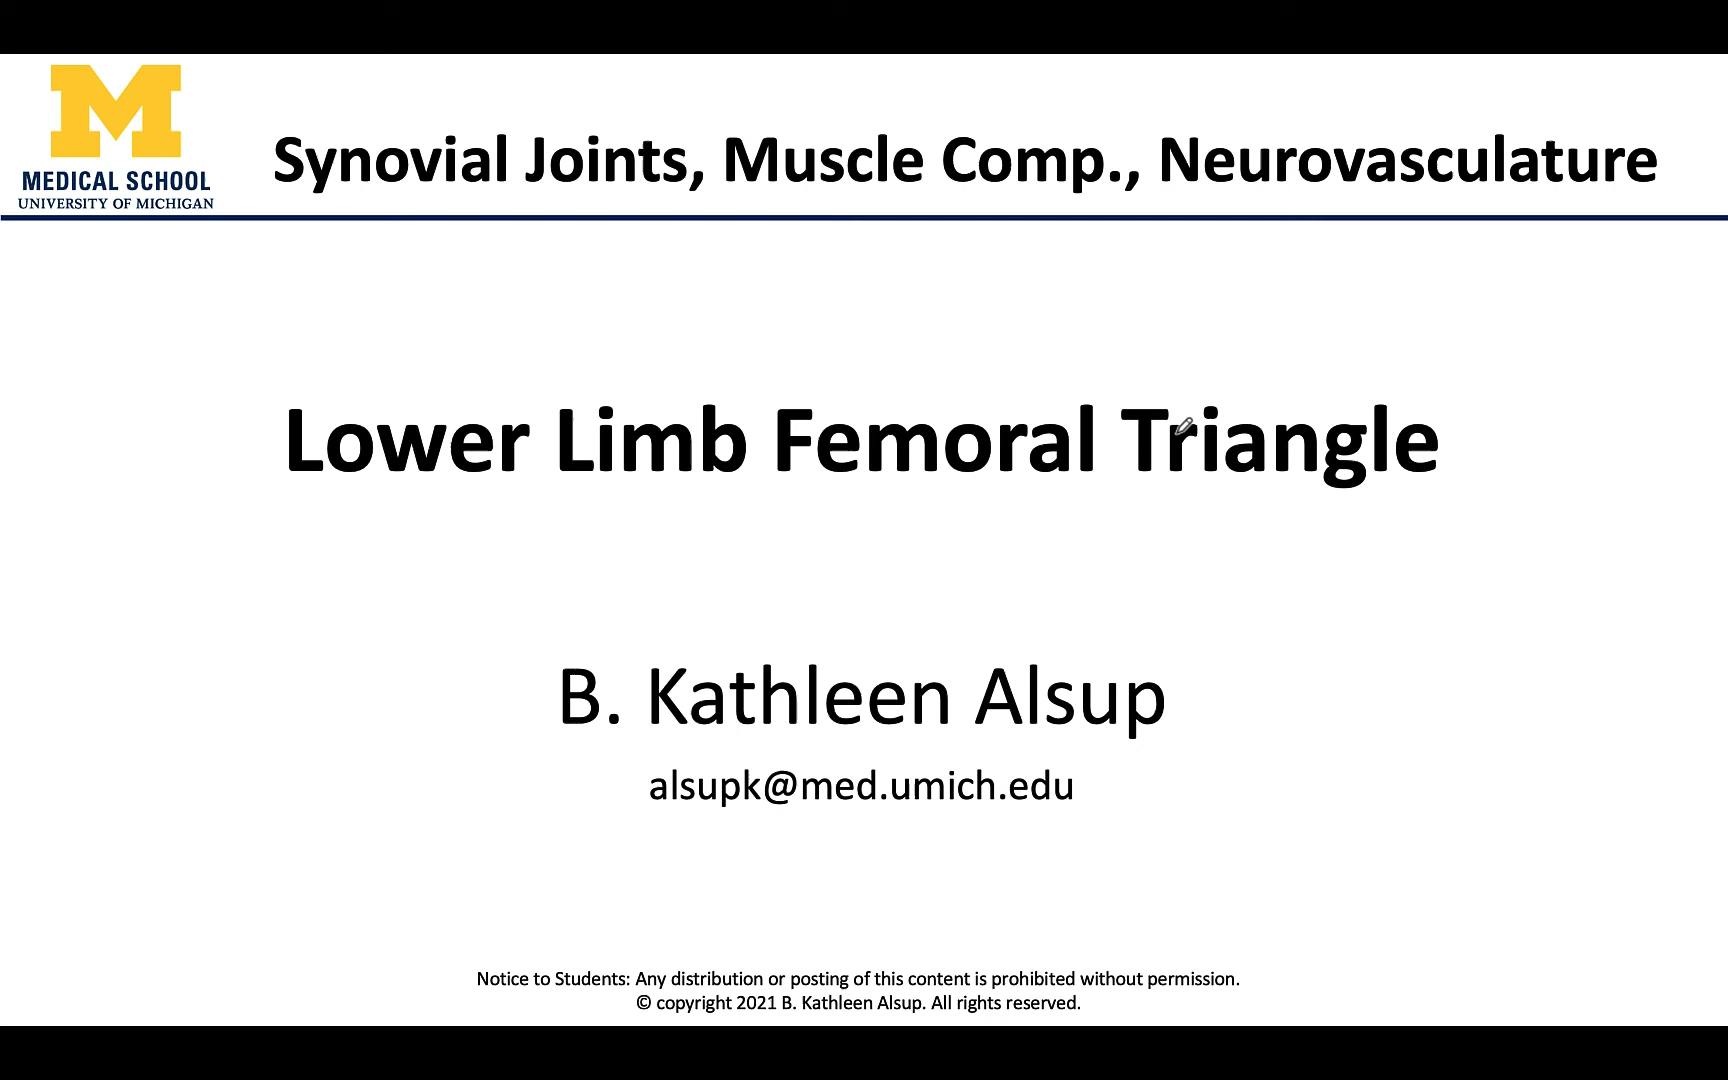 M
MEDICAL SCHOOL
UNIVERSITY OF MICHIGAN
Synovial Joints, Muscle Comp., Neurovasculature
Lower Limb Femoral Triangle
B. Kathleen Alsup
alsupk@med.umich.edu
Notice to Students: Any distribution or posting of this content is prohibited without permission.
© copyright 2021 B. Kathleen Alsup. All rights reserved.